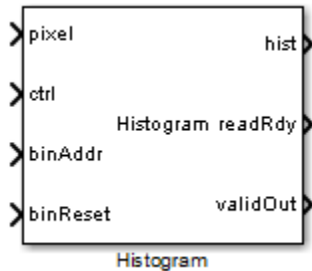 pixel
hist
ctrl
Histogram readRdy
binAddr
binReset
validOut
Histogram